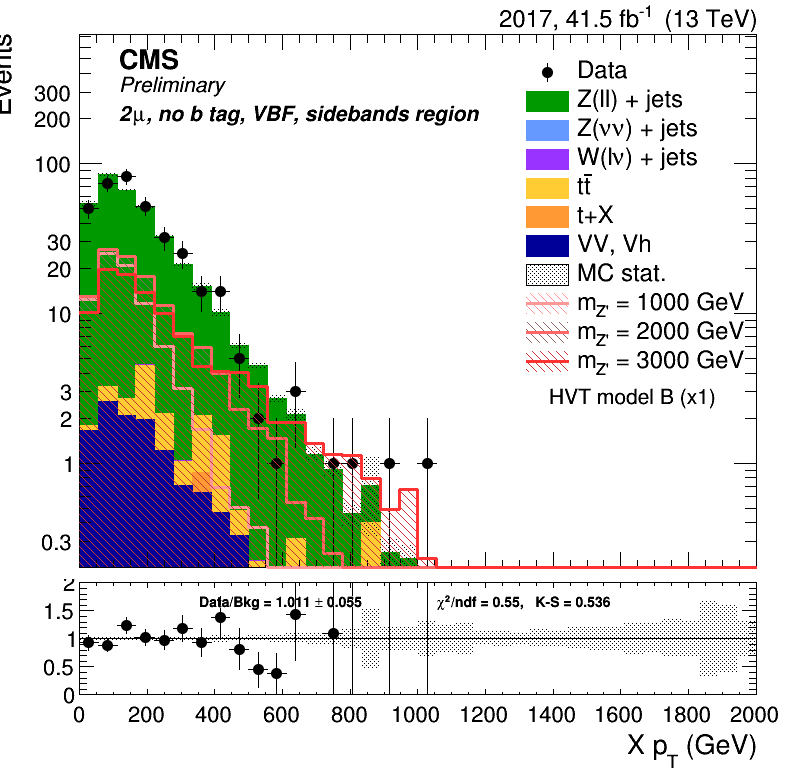 2017, 41.5 fb⁻¹ (13 TeV)
Events
CMS
Preliminary
2μ, no b tag, VBF, sidebands region
Data
Z(ll) + jets
Z(νν) + jets
W(lν) + jets
tt̄
t+X
VV, Vh
MC stat.
m_Z' = 1000 GeV
m_Z' = 2000 GeV
m_Z' = 3000 GeV
HVT model B (x1)
300
200
100
30
20
10
3
2
1
0.3
Data/Bkg = 1.011 ± 0.055
χ²/ndf = 0.55, K-S = 0.536
2
1.5
1
0.5
0
0 200 400 600 800 1000 1200 1400 1600 1800 2000
X p_T (GeV)